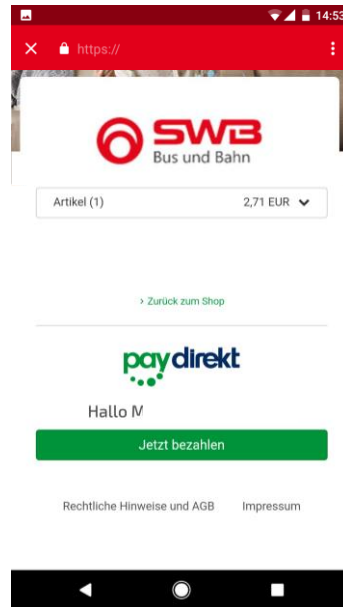 14:53
https://
SWB
Bus und Bahn
Artikel (1) 2,71 EUR
› Zurück zum Shop
paydirekt
Hallo M
Jetzt bezahlen
Rechtliche Hinweise und AGB Impressum